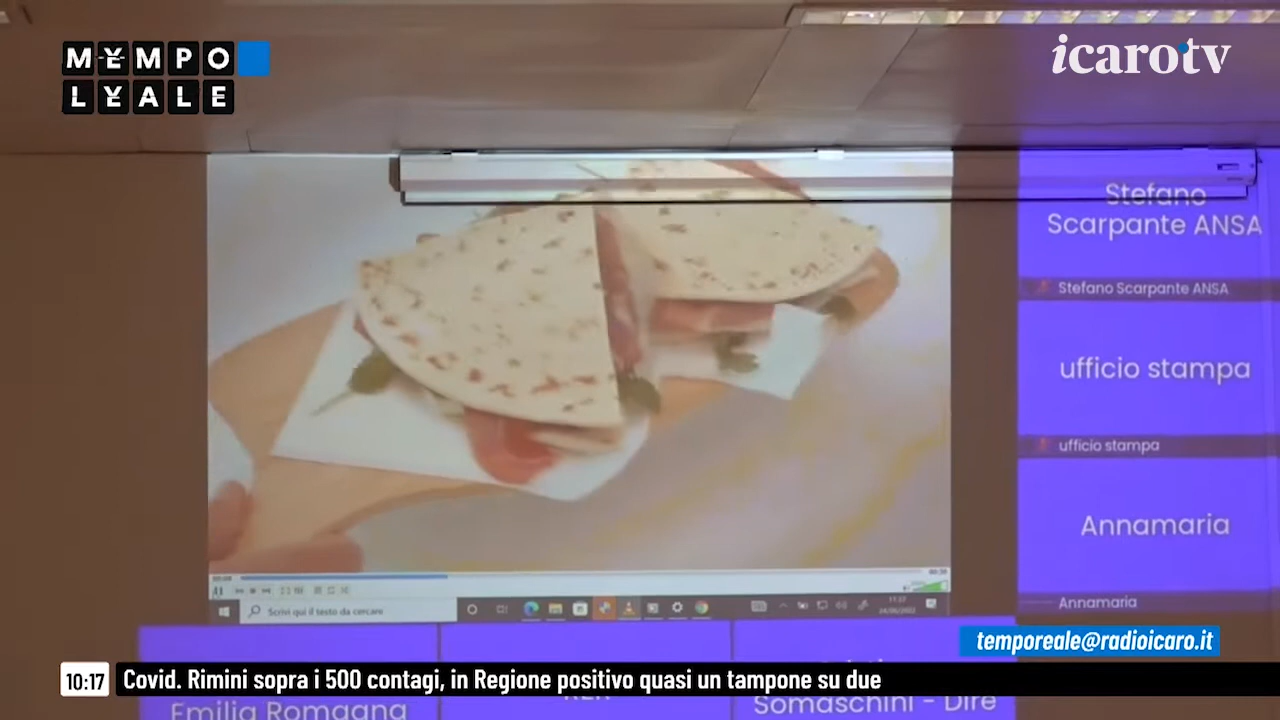 MEMPO
LEALE
icarotv
Stefano
Scarpante ANSA
Stefano Scarpante ANSA
ufficio stampa
ufficio stampa
Annamaria
Annamaria
Scrivi qui il testo da cercare
temporeale@radioicaro.it
10:17 Covid. Rimini sopra i 500 contagi, in Regione positivo quasi un tampone su due
Emilia Romagna
Somaschini - Dire